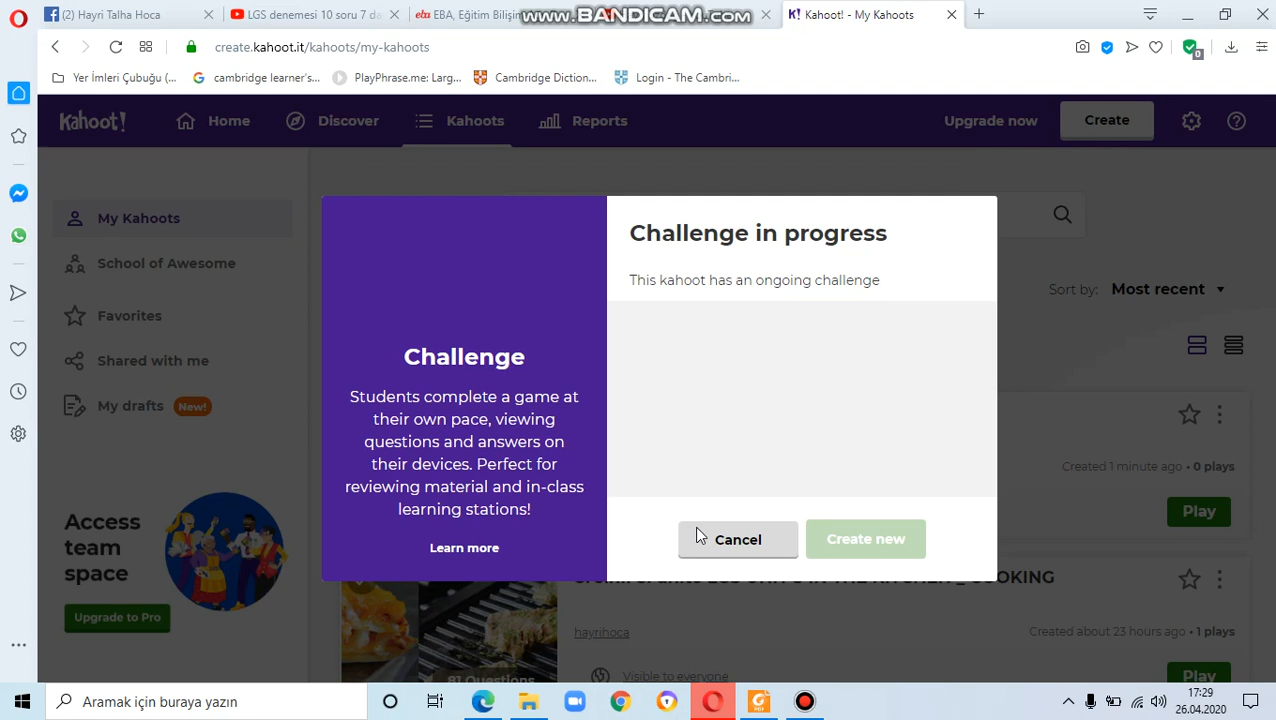 [f] Hayri Talha Hoca
LGS denemesi 10 soru 7 da
EBA, Eğitim Bilişim
www.BANDICAM.com
K! Kahoot! - My Kahoots
create.kahoot.it/kahoots/my-kahoots
Yer İmleri Çubuğu (...
cambridge learner's...
PlayPhrase.me: Larg...
Cambridge Diction...
Login - The Cambri...
0
Kahoot!
Home
Discover
Kahoots
Reports
Upgrade now
Create
My Kahoots
School of Awesome
Favorites
Shared with me
My drafts
New!
Access
team
space
Upgrade to Pro
Sort by: Most recent
Challenge
Students complete a game at
their own pace, viewing
questions and answers on
their devices. Perfect for
reviewing material and in-class
learning stations!
Learn more
Challenge in progress
This kahoot has an ongoing challenge
Cancel
Create new
Created 1 minute ago • 0 plays
Play
IN THE KITCHEN _ COOKING
hayrihoca
Created about 23 hours ago • 1 plays
81 Questions
Visible to everyone
Play
Aramak için buraya yazın
17:29
26.04.2020